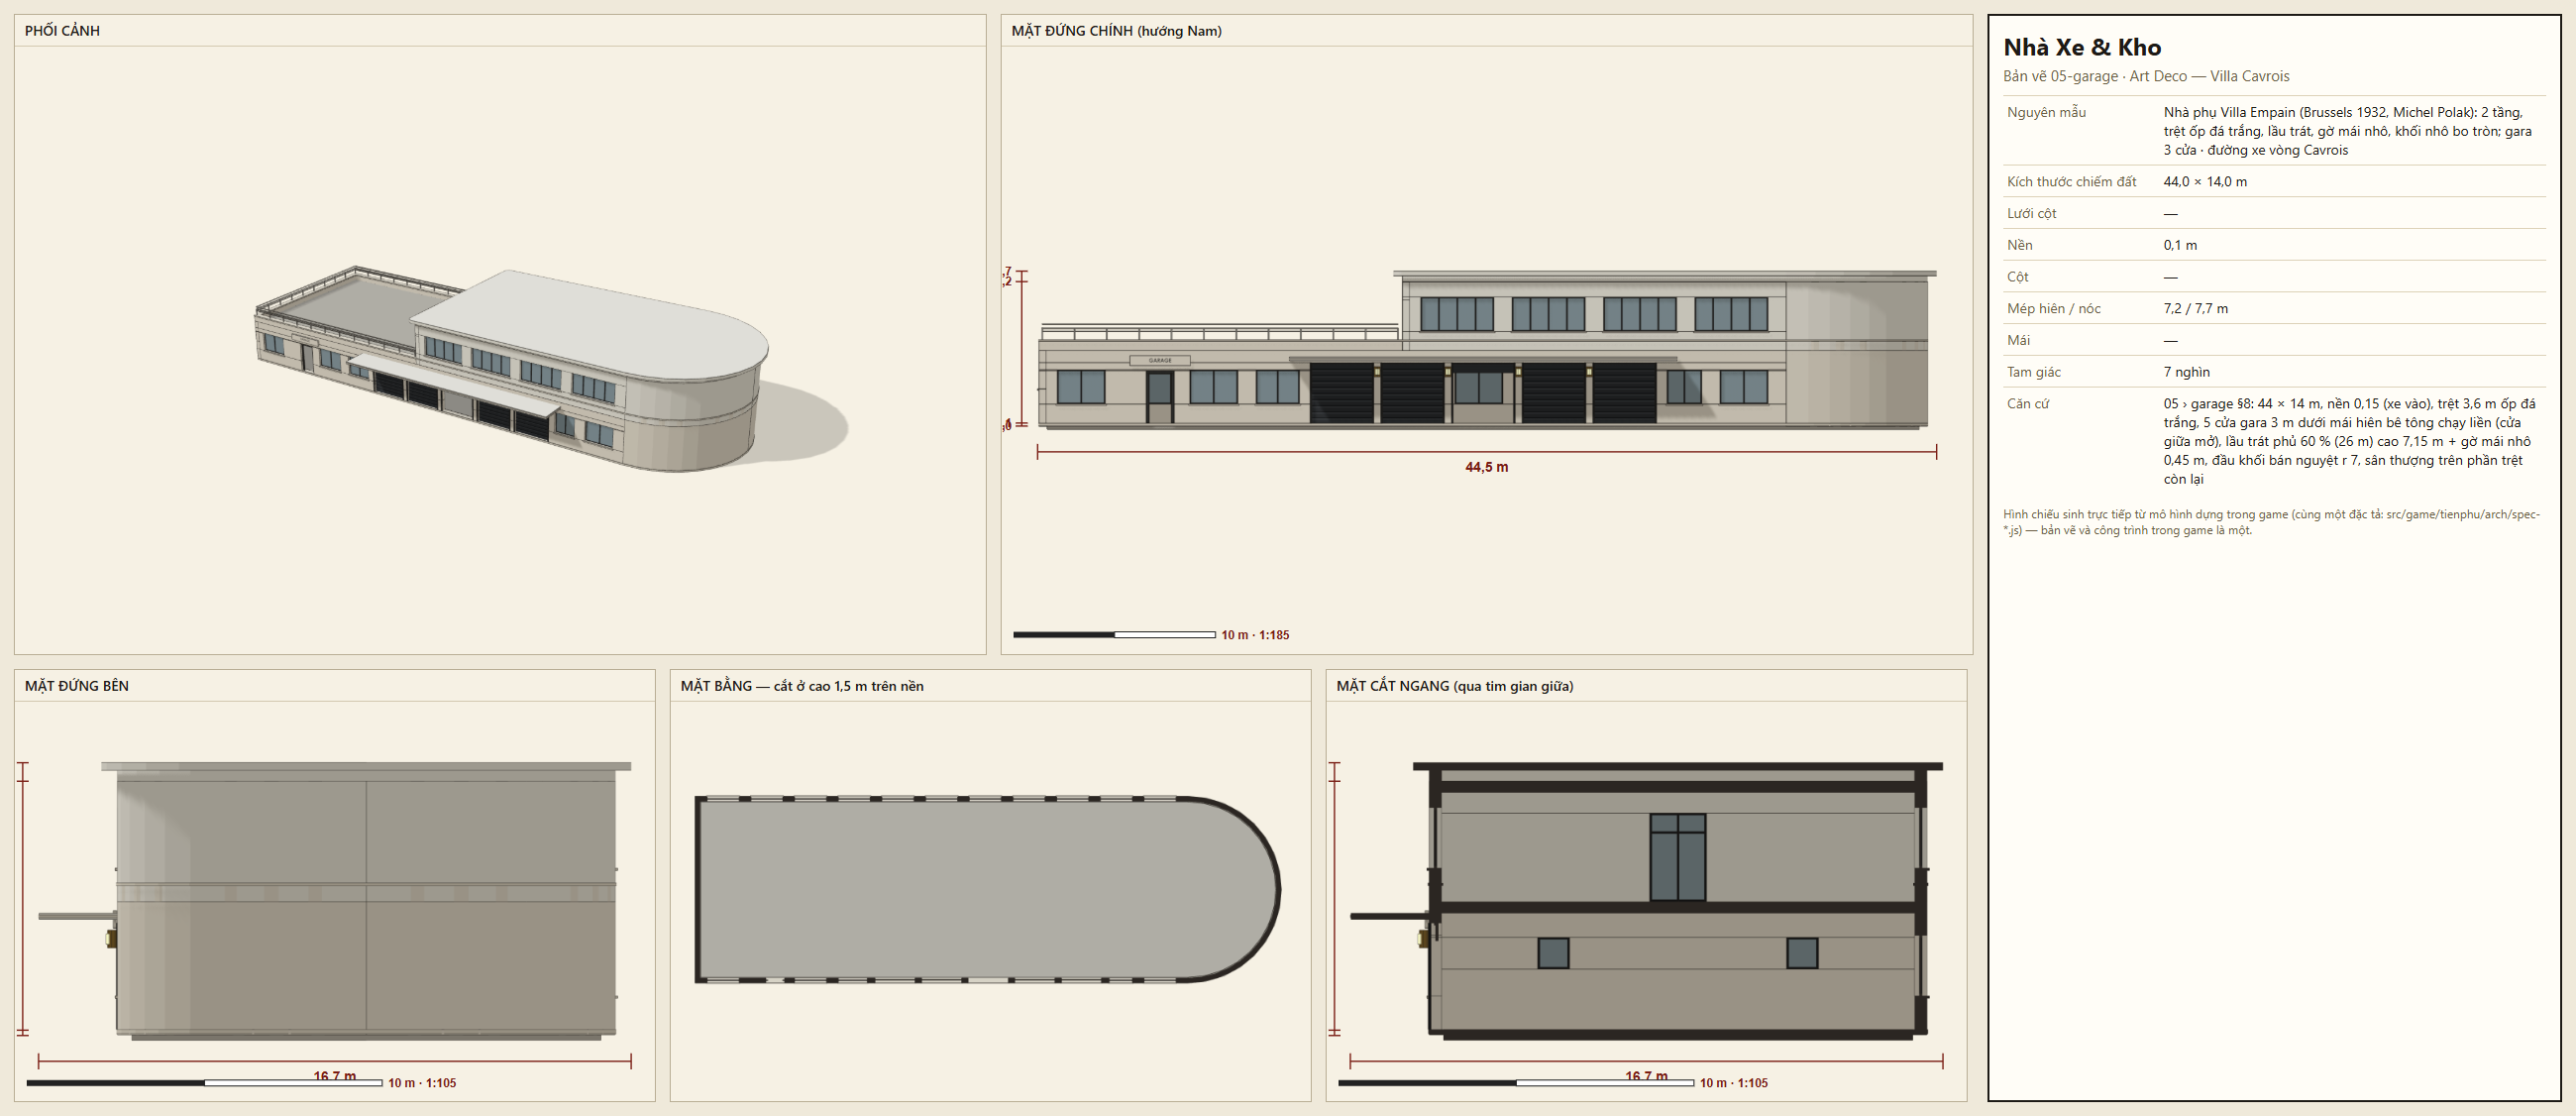 PHỐI CẢNH
MẶT ĐỨNG CHÍNH (hướng Nam)
,7
,2
GARAGE
44,5 m
10 m · 1:185
MẶT ĐỨNG BÊN
16,7 m
10 m · 1:105
MẶT BẰNG — cắt ở cao 1,5 m trên nền
MẶT CẮT NGANG (qua tim gian giữa)
16,7 m
10 m · 1:105
Nhà Xe & Kho
Bản vẽ 05-garage · Art Deco — Villa Cavrois
Nguyên mẫu
Nhà phụ Villa Empain (Brussels 1932, Michel Polak): 2 tầng,
trệt ốp đá trắng, lầu trát, gờ mái nhô, khối nhô bo tròn; gara
3 cửa · đường xe vòng Cavrois
Kích thước chiếm đất 44,0 × 14,0 m
Lưới cột —
Nền 0,1 m
Cột —
Mép hiên / nóc 7,2 / 7,7 m
Mái —
Tam giác 7 nghìn
Căn cứ
05 › garage §8: 44 × 14 m, nền 0,15 (xe vào), trệt 3,6 m ốp đá
trắng, 5 cửa gara 3 m dưới mái hiên bê tông chạy liền (cửa
giữa mở), lầu trát phủ 60 % (26 m) cao 7,15 m + gờ mái nhô
0,45 m, đầu khối bán nguyệt r 7, sân thượng trên phần trệt
còn lại
Hình chiếu sinh trực tiếp từ mô hình dựng trong game (cùng một đặc tả: src/game/tienphu/arch/spec-
*.js) — bản vẽ và công trình trong game là một.